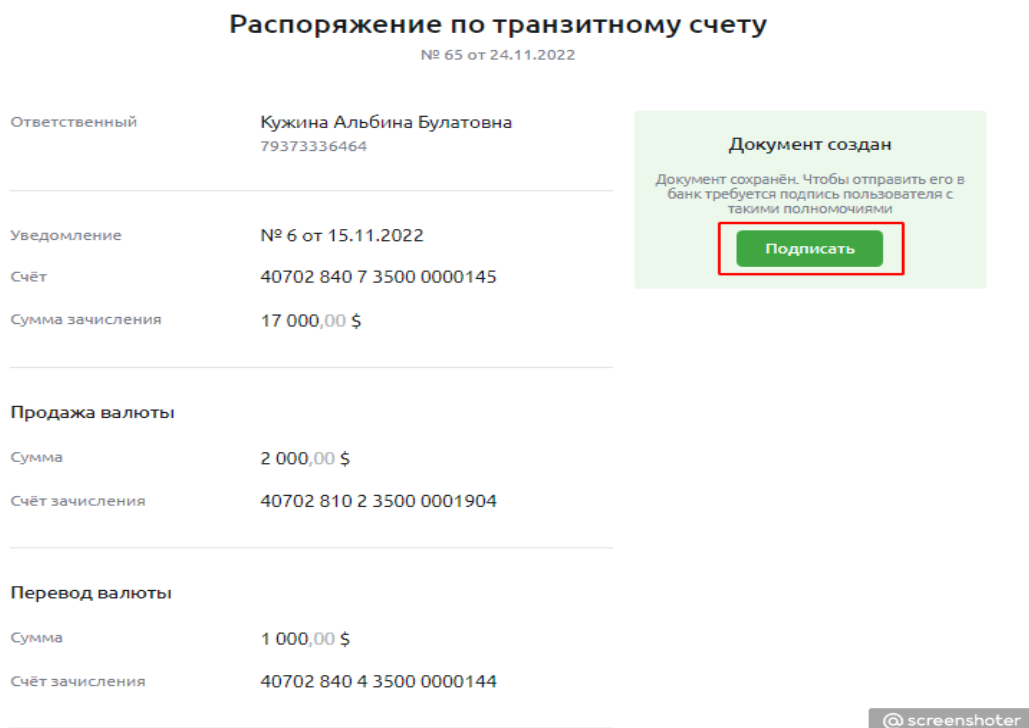 Распоряжение по транзитному счету
№ 65 от 24.11.2022
Ответственный
Кужина Альбина Булатовна
79373336464
Документ создан
Документ сохранён. Чтобы отправить его в
банк требуется подпись пользователя с
такими полномочиями
Подписать
Уведомление
№ 6 от 15.11.2022
Счёт
40702 840 7 3500 0000145
Сумма зачисления
17 000,00 $
Продажа валюты
Сумма
2 000,00 $
Счёт зачисления
40702 810 2 3500 0001904
Перевод валюты
Сумма
1 000,00 $
Счёт зачисления
40702 840 4 3500 0000144
@ screenshoter